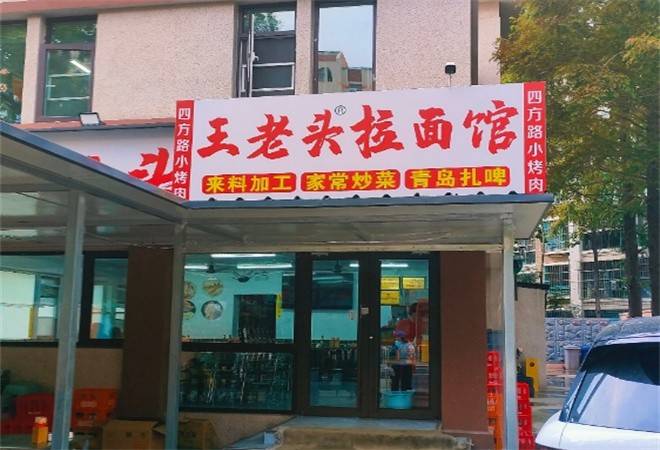 四方路小烤肉
王老头®拉面馆
来料加工 家常炒菜 青岛扎啤
四方路小烤肉
头